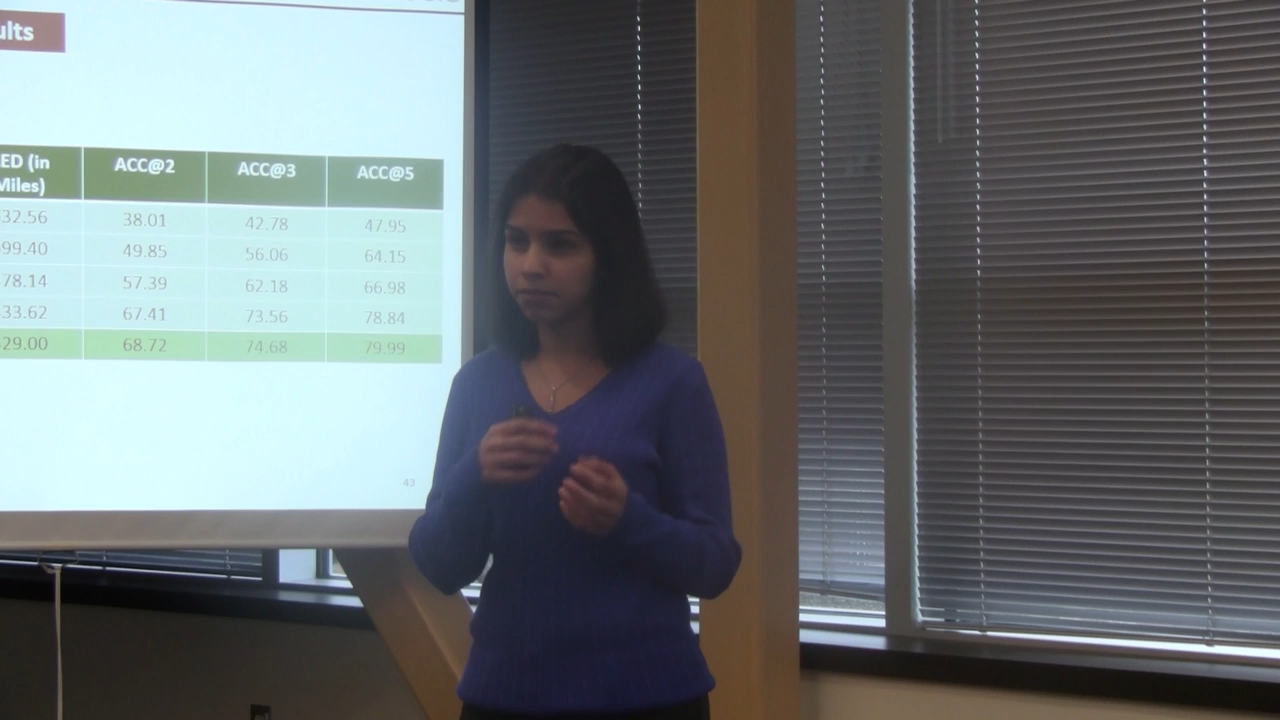 ults
ED (in Miles) ACC@2 ACC@3 ACC@5
32.56 38.01 42.78 47.95
99.40 49.85 56.06 64.15
78.14 57.39 62.18 66.98
33.62 67.41 73.56 78.84
29.00 68.72 74.68 79.99
43